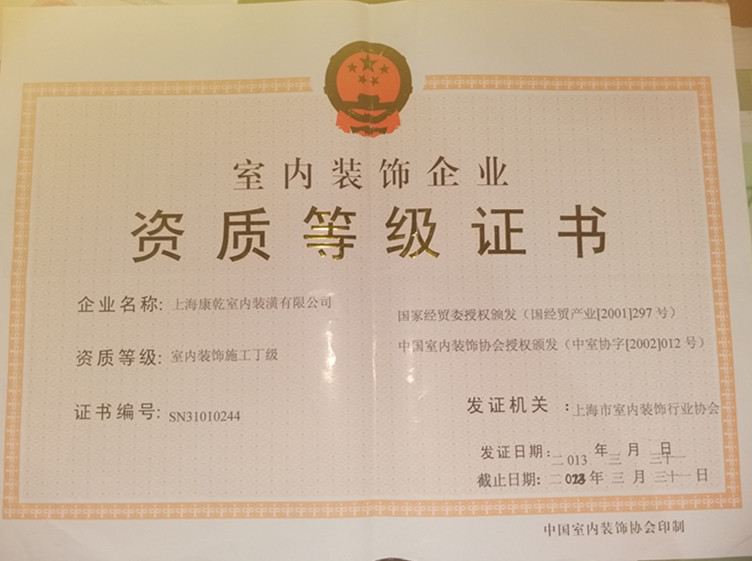 室内装饰企业
资质等级证书
企业名称: 上海康乾室内装潢有限公司
资质等级: 室内装饰施工丁级
证书编号: SN31010244
国家经贸委授权颁发（国经贸产业[2001]297号）
中国室内装饰协会授权颁发（中室协字[2002]012号）
发证机关 : 上海市室内装饰行业协会
发证日期: 二013 年 三 月 三十一 日
截止日期: 二0 年 三 月 三十一 日
中国室内装饰协会印制